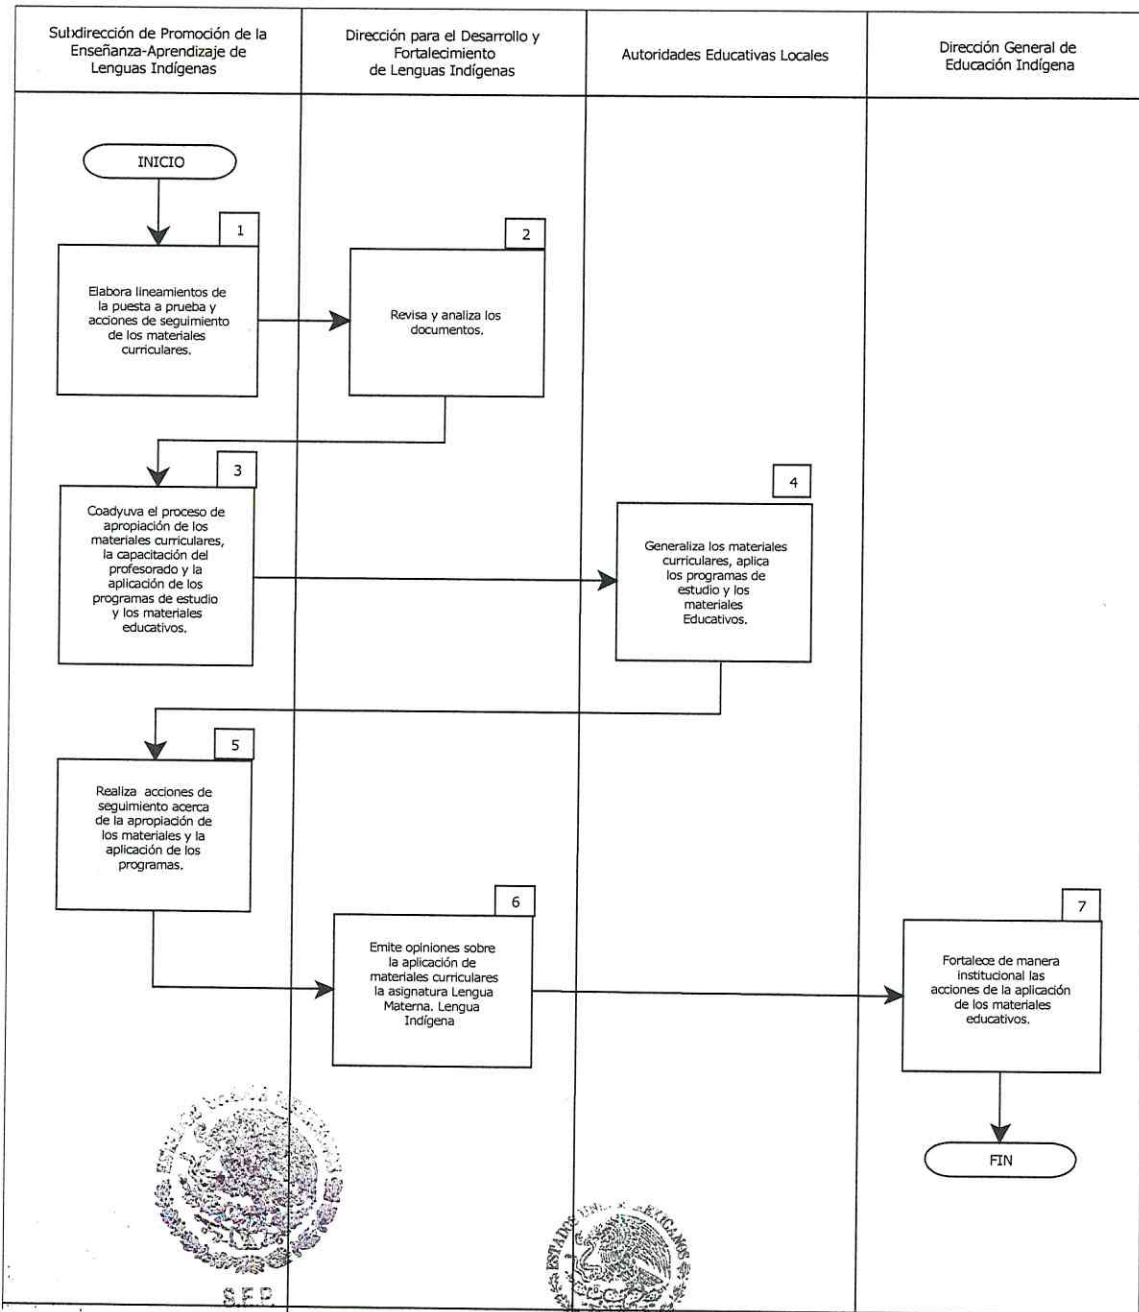 Subdirección de Promoción de la
Enseñanza-Aprendizaje de
Lenguas Indígenas
Dirección para el Desarrollo y
Fortalecimiento
de Lenguas Indígenas
Autoridades Educativas Locales
Dirección General de
Educación Indígena
INICIO
1
Elabora lineamientos de
la puesta a prueba y
acciones de seguimiento
de los materiales
curriculares.
2
Revisa y analiza los
documentos.
3
Coadyuva el proceso de
apropiación de los
materiales curriculares,
la capacitación del
profesorado y la
aplicación de los
programas de estudio
y los materiales
educativos.
4
Generaliza los materiales
curriculares, aplica
los programas de
estudio y los
materiales
Educativos.
5
Realiza acciones de
seguimiento acerca
de la apropiación de
los materiales y la
aplicación de los
programas.
6
Emite opiniones sobre
la aplicación de
materiales curriculares
la asignatura Lengua
Materna. Lengua
Indígena
7
Fortalece de manera
institucional las
acciones de la aplicación
de los materiales
educativos.
FIN
S.E.P.